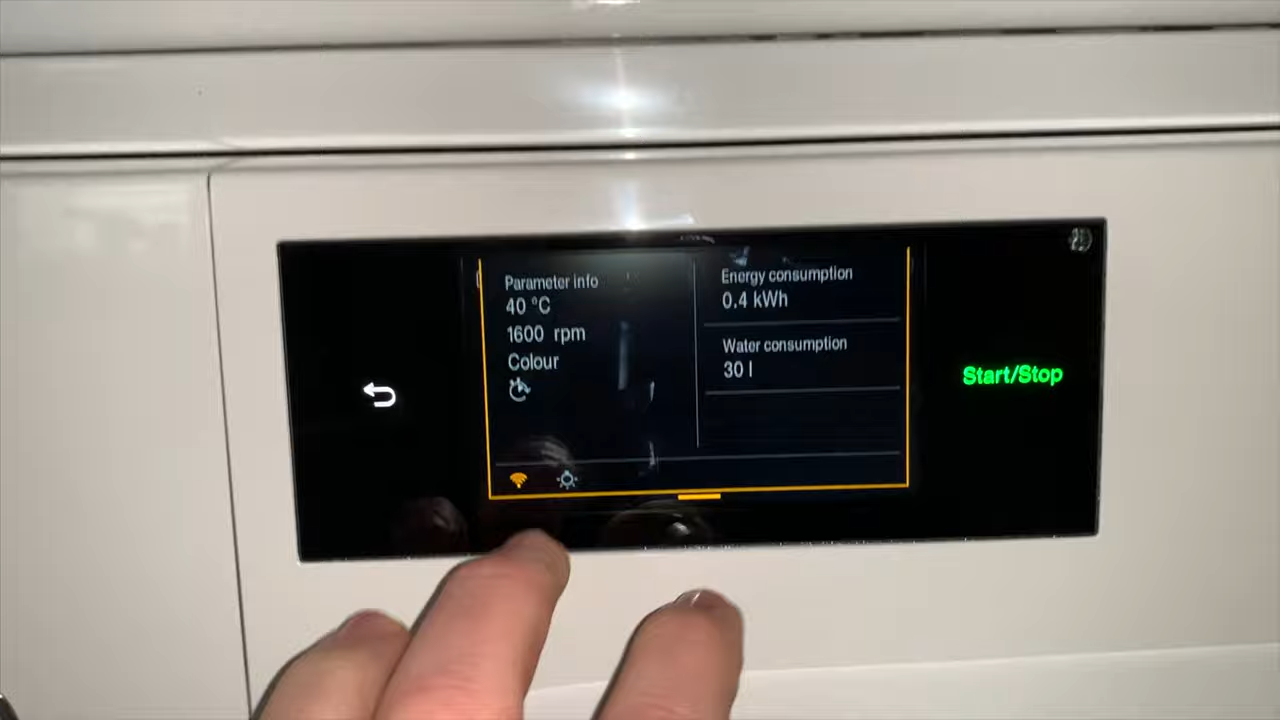 Parameter info
40 °C
1600 rpm
Colour
Energy consumption
0.4 kWh
Water consumption
30 l
Start/Stop